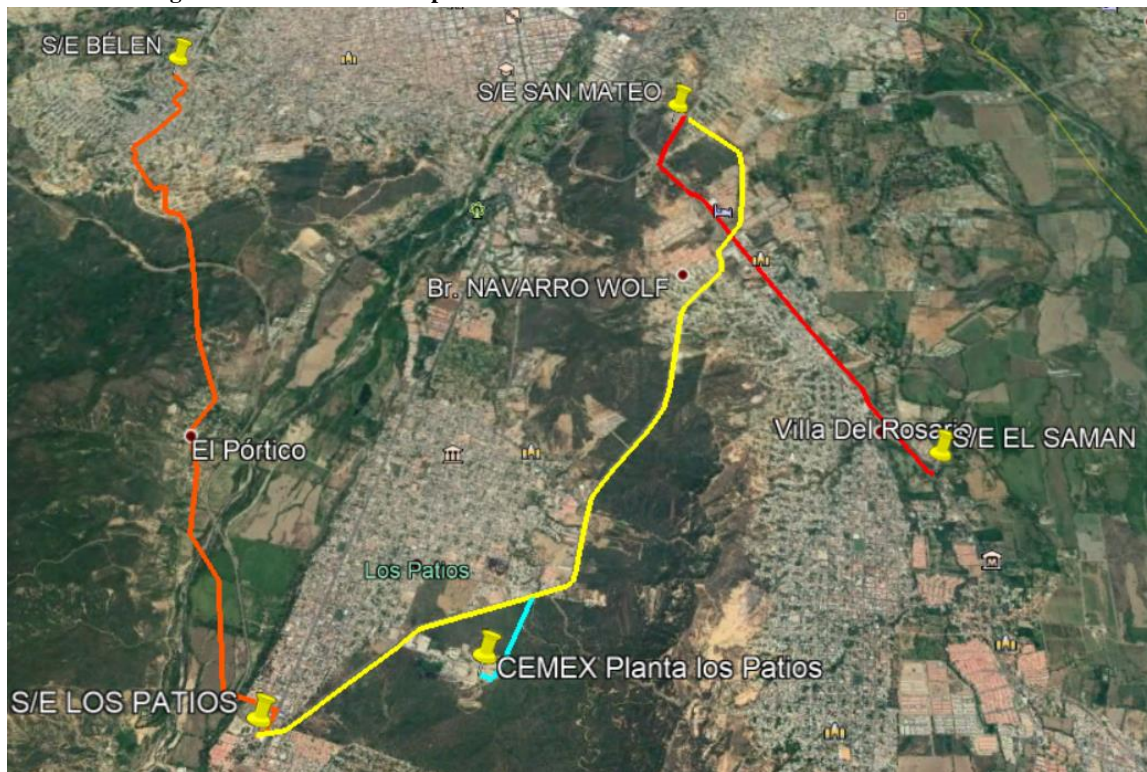 S/E BÉLEN
S/E SAN MATEO
Br. NAVARRO WOLF
El Pórtico
Villa Del Rosario
S/E EL SAMAN
Los Patios
CEMEX Planta los Patios
S/E LOS PATIOS